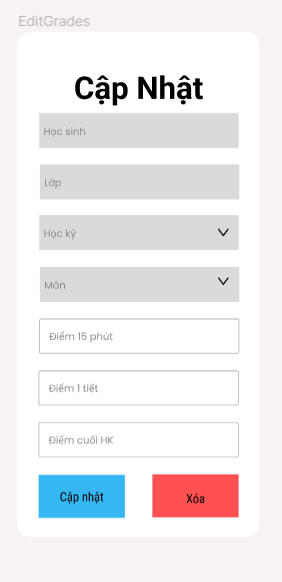 EditGrades
Cập Nhật
Học sinh
Lớp
Học kỳ
Môn
Điểm 15 phút
Điểm 1 tiết
Điểm cuối HK
Cập nhật
Xóa